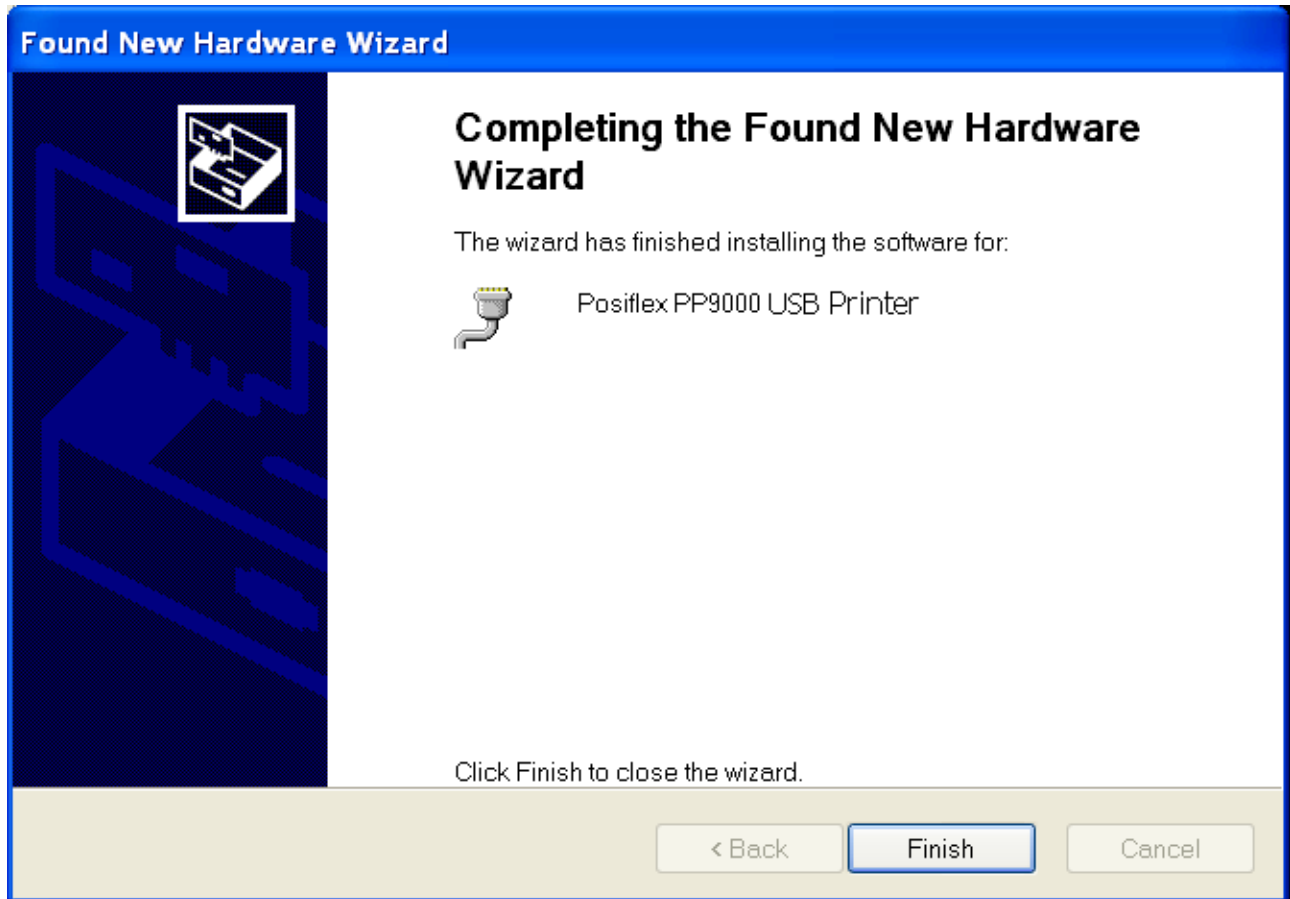 Found New Hardware Wizard
Completing the Found New Hardware
Wizard
The wizard has finished installing the software for:
Posiflex PP9000 USB Printer
Click Finish to close the wizard.
< Back
Finish
Cancel